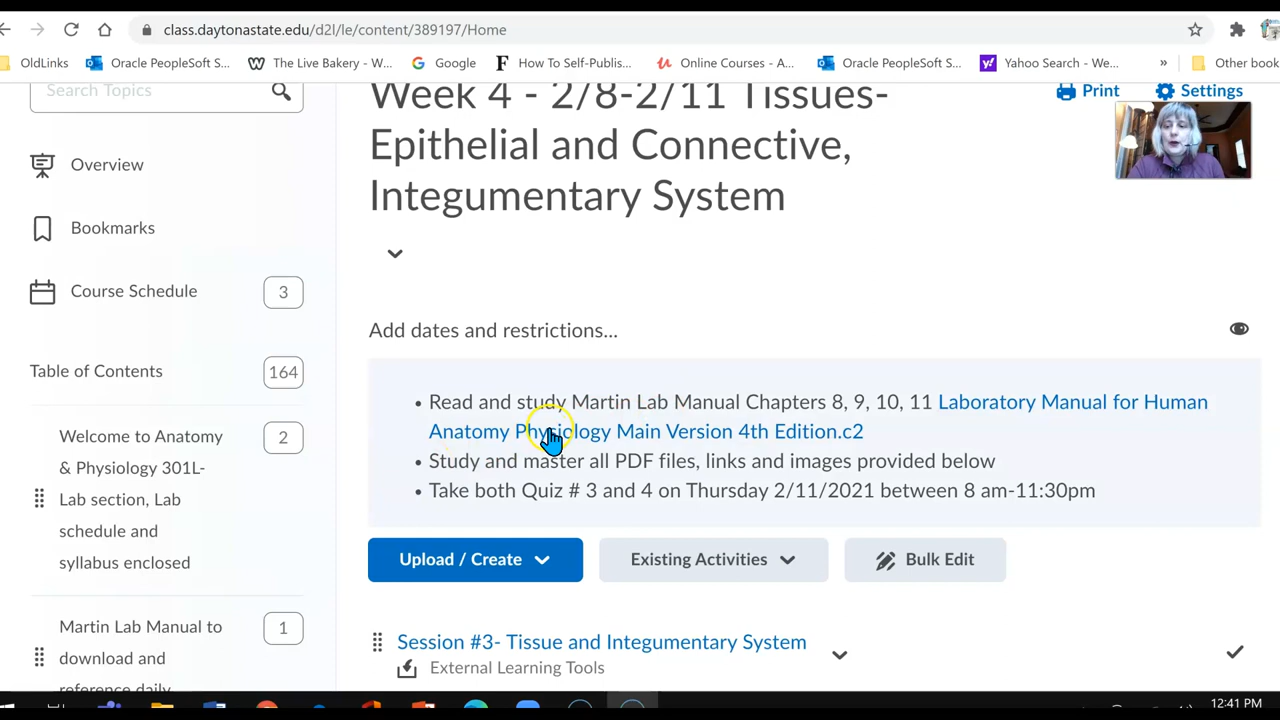 class.daytonastate.edu/d2l/le/content/389197/Home
OldLinks
Oracle PeopleSoft S...
The Live Bakery - W...
Google
How To Self-Publis...
Online Courses - A...
Oracle PeopleSoft S...
Yahoo Search - We...
»
Other book
Search Topics
Week 4 - 2/8-2/11 Tissues-
Epithelial and Connective,
Integumentary System
Print
Settings
Overview
Bookmarks
Course Schedule
3
Table of Contents
164
Welcome to Anatomy
& Physiology 301L-
Lab section, Lab
schedule and
syllabus enclosed
2
Martin Lab Manual to
download and
reference daily
1
Add dates and restrictions...
• Read and study Martin Lab Manual Chapters 8, 9, 10, 11 Laboratory Manual for Human
Anatomy Physiology Main Version 4th Edition.c2
• Study and master all PDF files, links and images provided below
• Take both Quiz # 3 and 4 on Thursday 2/11/2021 between 8 am-11:30pm
Upload / Create
Existing Activities
Bulk Edit
Session #3- Tissue and Integumentary System
External Learning Tools
12:41 PM